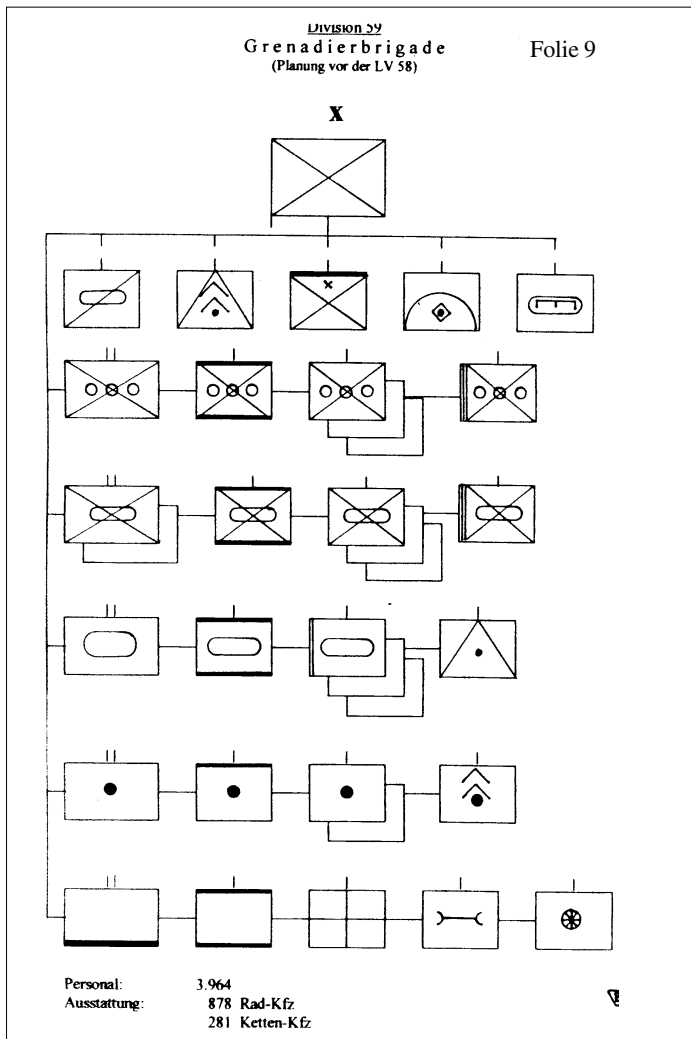 Division 59
Grenadierbrigade
(Planung vor der LV 58)
Folie 9
X
Personal: 3.964
Ausstattung: 878 Rad-Kfz
281 Ketten-Kfz